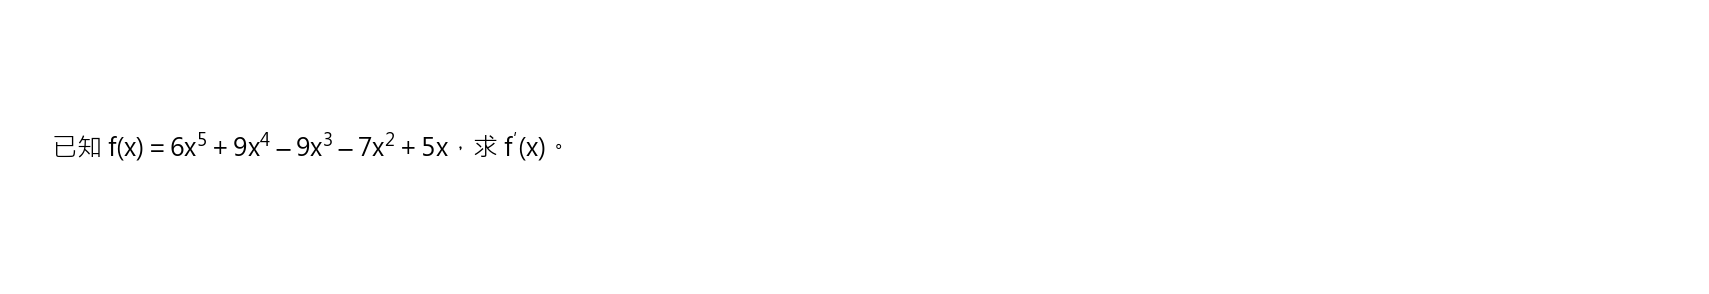 已知 f(x) = 6x⁵ + 9x⁴ – 9x³ – 7x² + 5x，求 f′(x)。